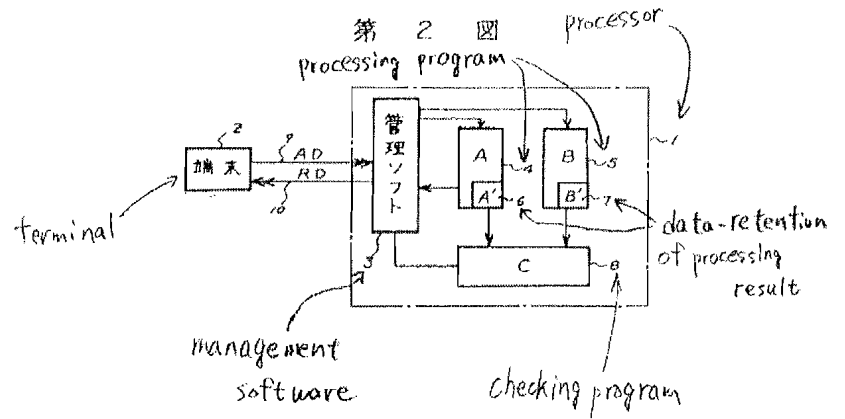 第 2 図
processor
processing program
1
2
端末
9
AD
RD
10
管理ソフト
3
A
4
A'
6
B
5
B'
7
C
8
terminal
data-retention
of processing
result
management
software
checking program